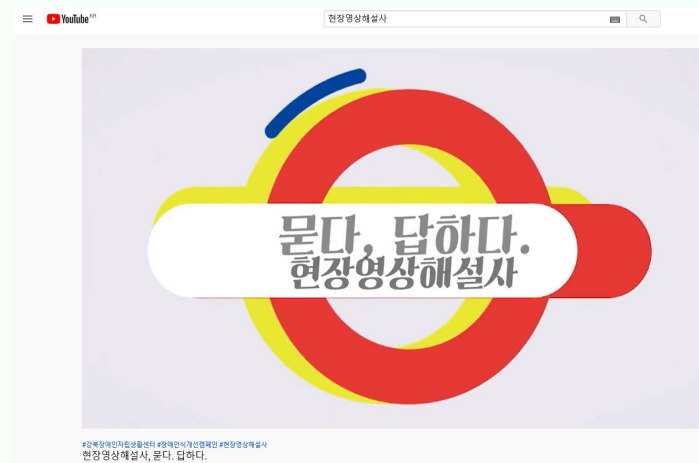 YouTube KR
현장영상해설사
묻다, 답하다.
현장영상해설사
#강북장애인자립생활센터 #장애인식개선캠페인 #현장영상해설사
현장영상해설사, 묻다. 답하다.